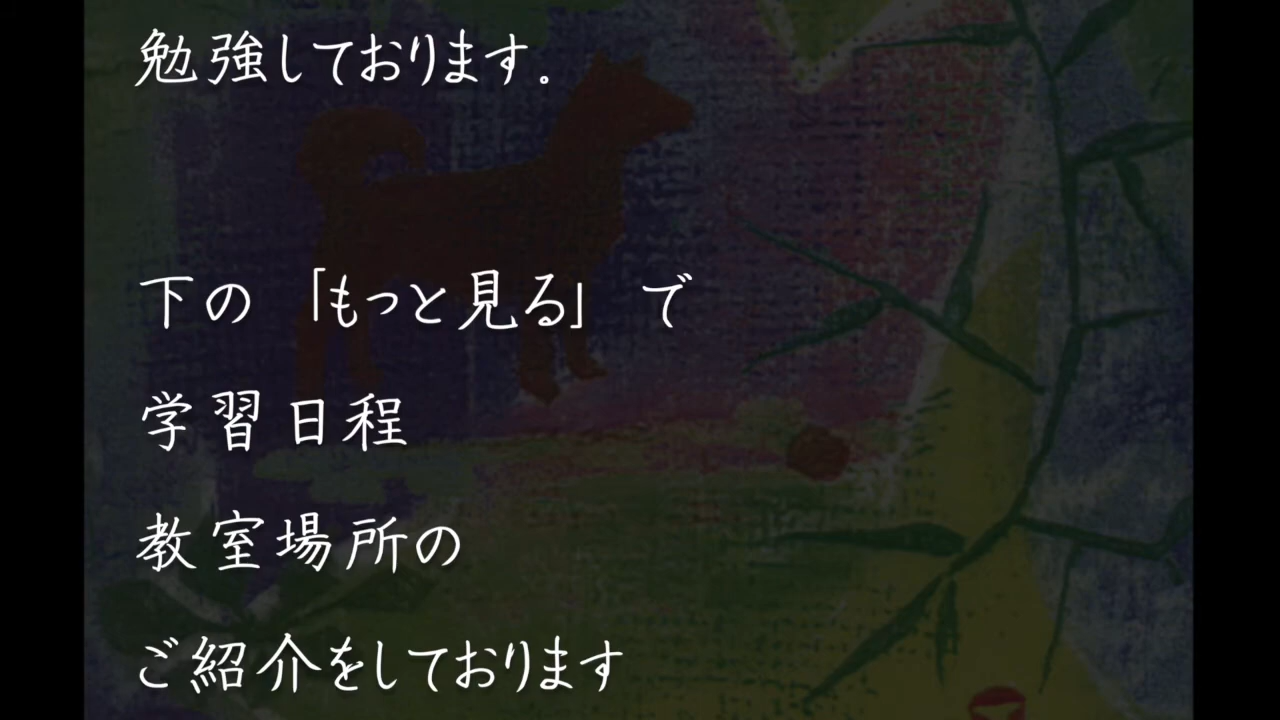 勉強しております。
下の 「もっと見る」 で
学習日程
教室場所の
ご紹介をしております